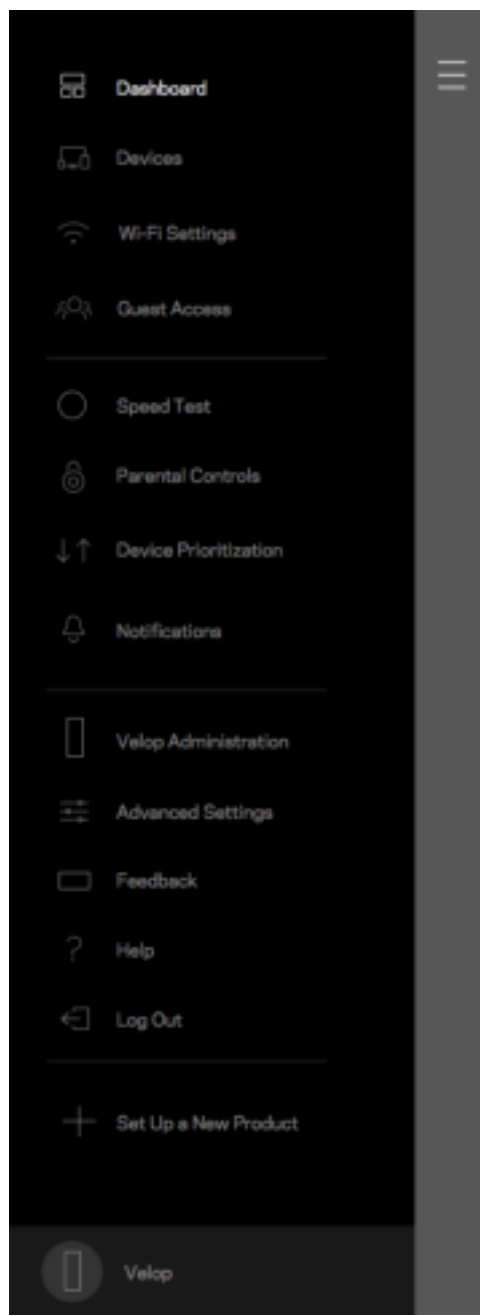 Dashboard
Devices
Wi-Fi Settings
Guest Access
Speed Test
Parental Controls
Device Prioritization
Notifications
Velop Administration
Advanced Settings
Feedback
Help
Log Out
Set Up a New Product
Velop